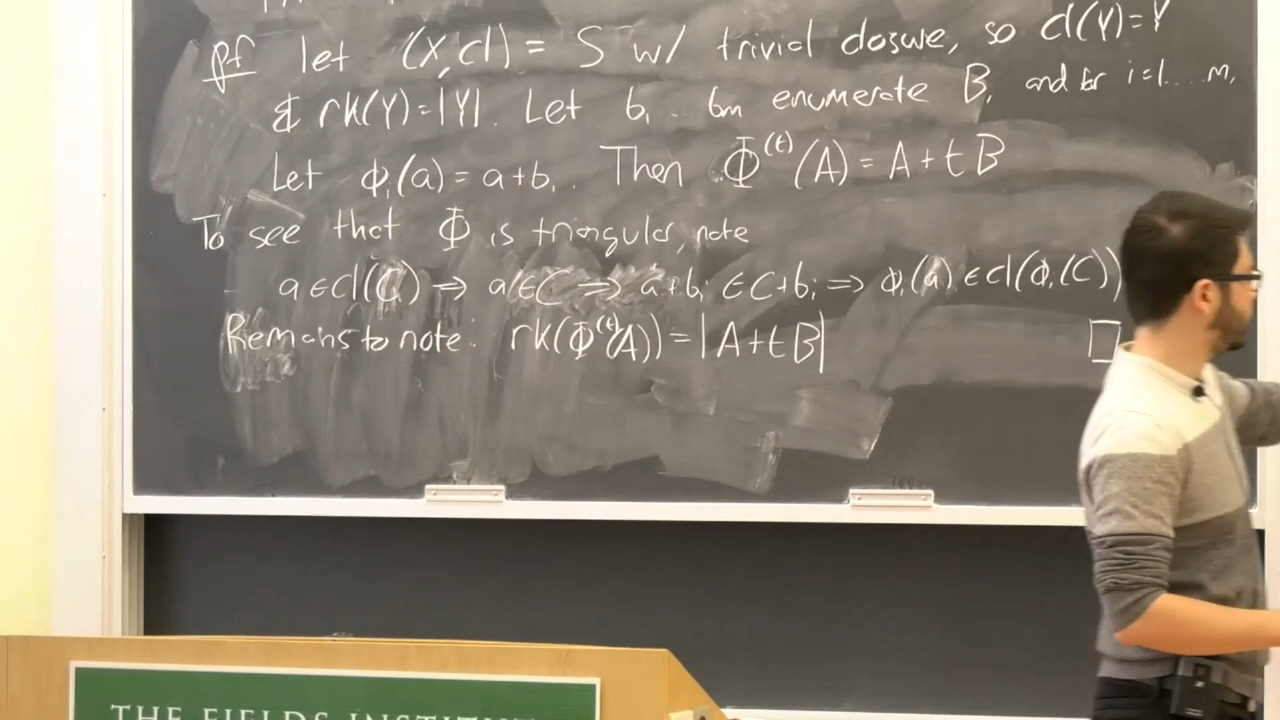 pf let (X, cl) = S w/ trivial closure, so cl(Y)=Y
& rk(Y)=|Y|. Let b₁ .. bm enumerate B, and for i=1....m,
Let ϕᵢ(a) = a+bᵢ. Then Φ^(t)(A) = A+tB
To see that Φ is triangular, note
a∈cl(C) ⇒ a∈C ⇒ a+bᵢ ∈C+bᵢ ⇒ ϕᵢ(a) ∈cl(ϕᵢ(C))
Remains to note: rk(Φ^(t)(A)) = |A+tB| □
THE FIELDS